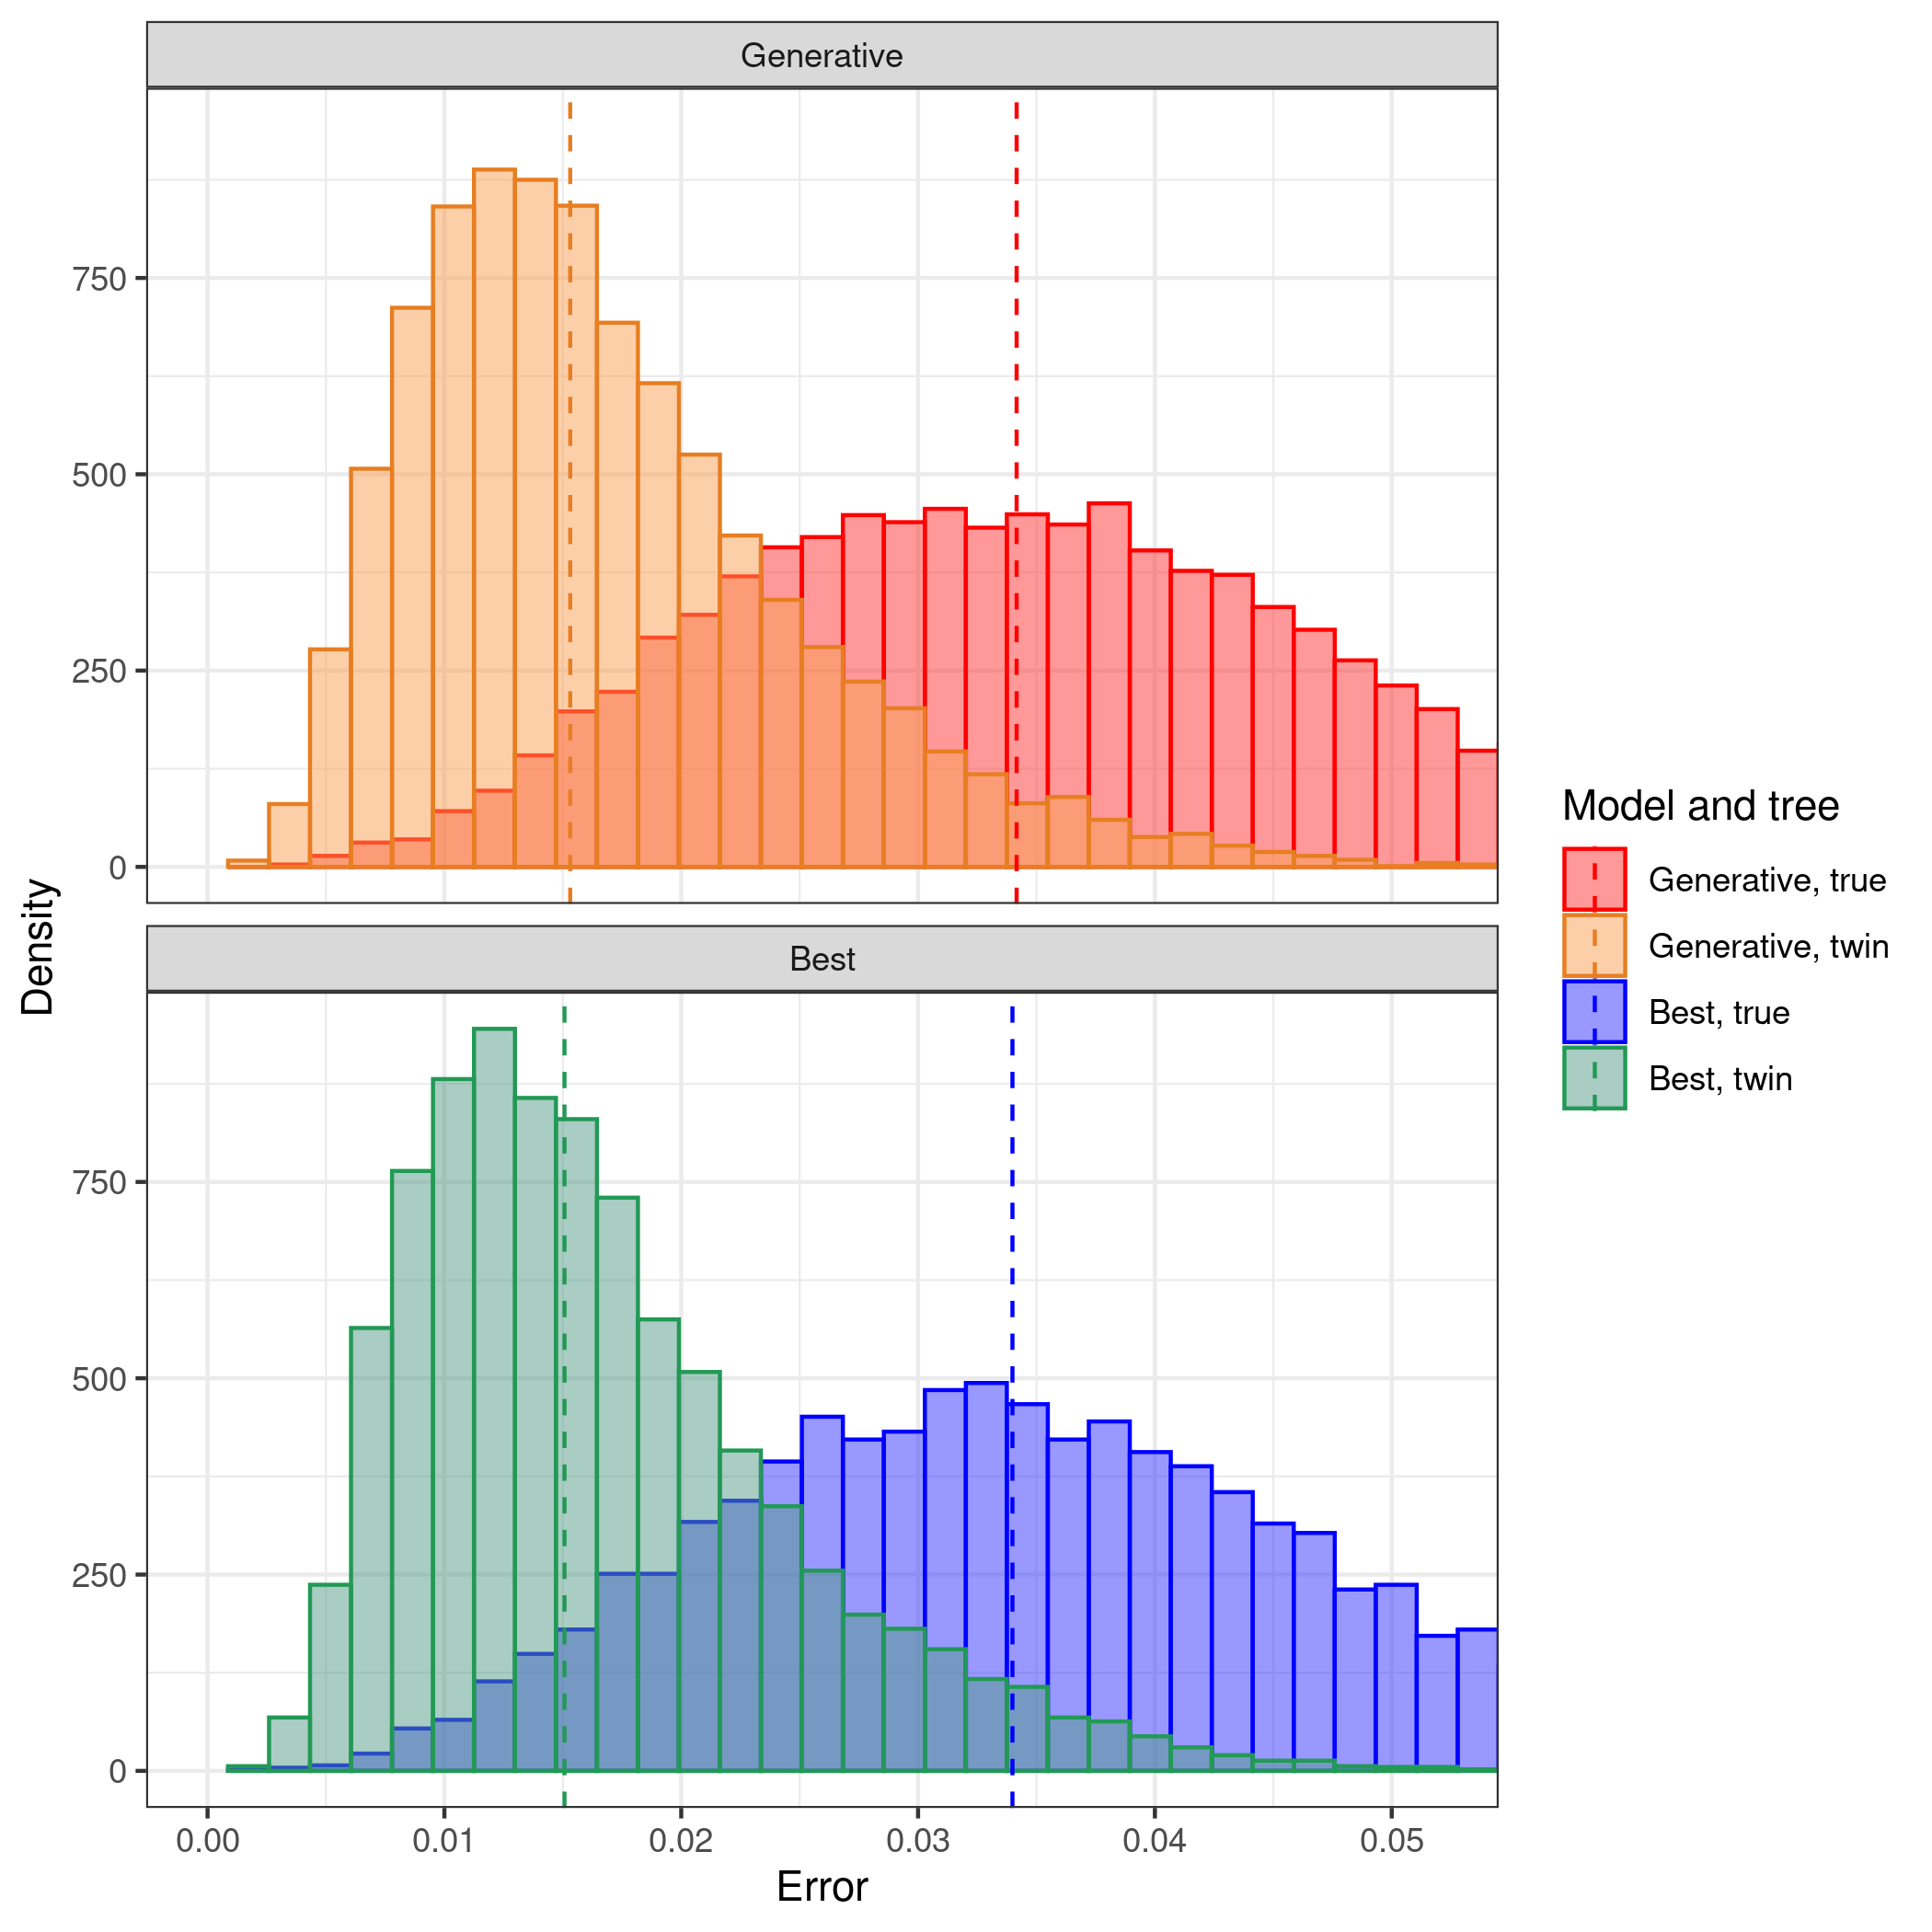 Generative
750
500
250
0
Density
Best
750
500
250
0
0.00 0.01 0.02 0.03 0.04 0.05
Error
Model and tree
Generative, true
Generative, twin
Best, true
Best, twin